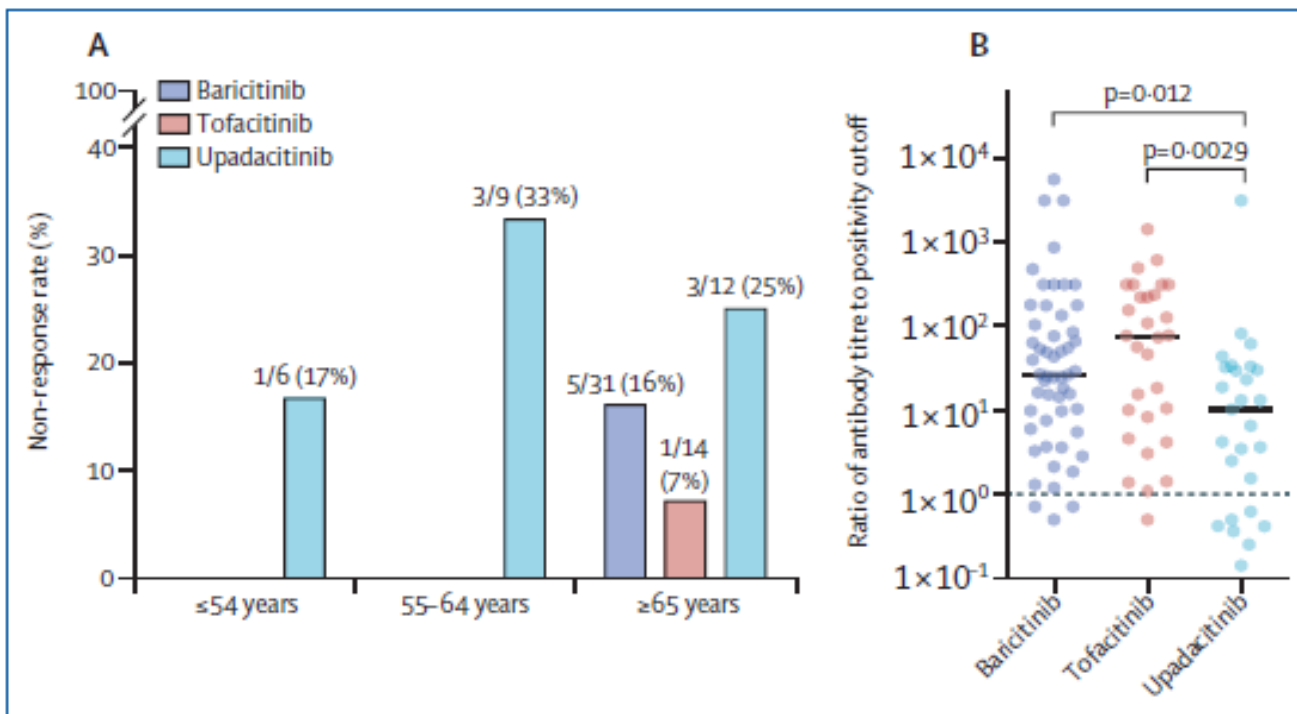 A
B
Baricitinib
Tofacitinib
Upadacitinib
Non-response rate (%)
100
40
30
20
10
0
1/6 (17%)
3/9 (33%)
5/31 (16%)
1/14
(7%)
3/12 (25%)
≤54 years
55–64 years
≥65 years
p=0·012
p=0·0029
Ratio of antibody titre to positivity cutoff
1×10⁴
1×10³
1×10²
1×10¹
1×10⁰
1×10⁻¹
Baricitinib
Tofacitinib
Upadacitinib